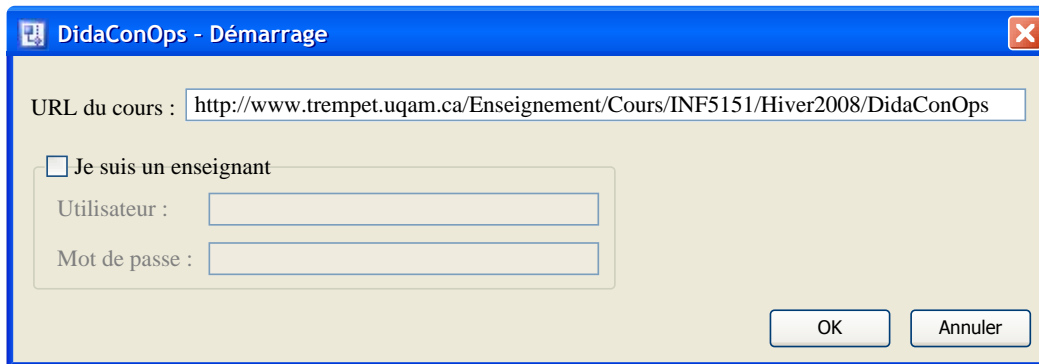 DidaConOps – Démarrage
URL du cours : http://www.trempet.uqam.ca/Enseignement/Cours/INF5151/Hiver2008/DidaConOps
Je suis un enseignant
Utilisateur :
Mot de passe :
OK Annuler